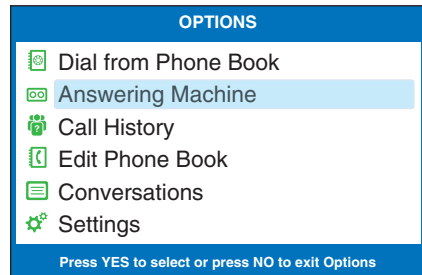 OPTIONS
Dial from Phone Book
Answering Machine
Call History
Edit Phone Book
Conversations
Settings
Press YES to select or press NO to exit Options